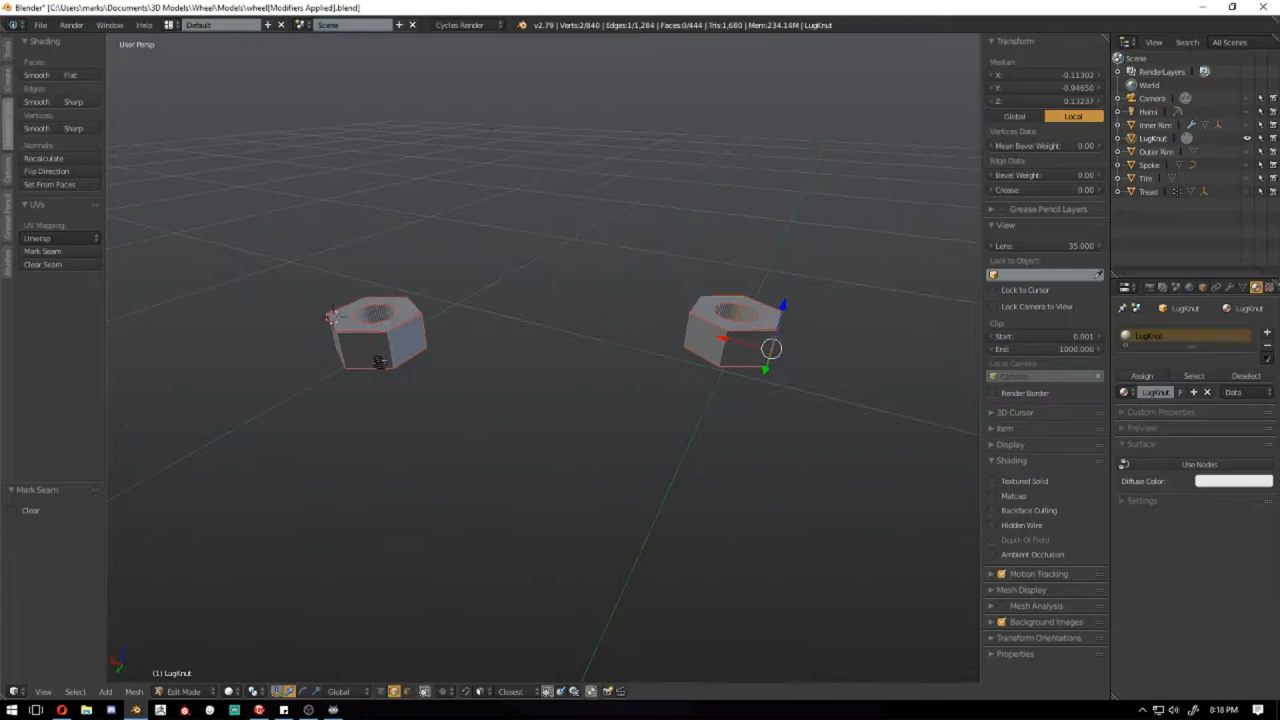 Blender* [C:\Users\marks\Documents\3D Models\Wheel\Models\wheel[Modifiers Applied].blend]
File Render Window Help Default Scene Cycles Render v2.79 | Verts:2/840 | Edges:1/1,284 | Faces:0/444 | Tris:1,680 | Mem:234.14M | LugKnut
View Search All Scenes
User Persp
Shading
Faces:
Smooth Flat
Edges:
Smooth Sharp
Vertices:
Smooth Sharp
Normals:
Recalculate
Flip Direction
Set From Faces
UVs
UV Mapping:
Unwrap
Mark Seam
Clear Seam
Mark Seam
Clear
(1) LugKnut
View Select Add Mesh Edit Mode Global Closest
Transform
Median:
X: -0.11302
Y: -0.94650
Z: 0.13237
Global Local
Vertices Data:
Mean Bevel Weight: 0.00
Edge Data:
Bevel Weight: 0.00
Crease: 0.00
Grease Pencil Layers
View
Lens: 35.000
Lock to Object:
Lock to Cursor
Lock Camera to View
Clip:
Start: 0.001
End: 1000.000
Local Camera:
Camera
Render Border
3D Cursor
Item
Display
Shading
Textured Solid
Matcap
Backface Culling
Hidden Wire
Depth Of Field
Ambient Occlusion
Motion Tracking
Mesh Display
Mesh Analysis
Background Images
Transform Orientations
Properties
Scene
RenderLayers
World
Camera
Hemi
Inner Rim
LugKnut
Outer Rim
Spoke
Tire
Tread
LugKnut LugKnut
LugKnut
Assign Select Deselect
LugKnut F Data
Custom Properties
Preview
Surface
Use Nodes
Diffuse Color:
Settings
8:18 PM